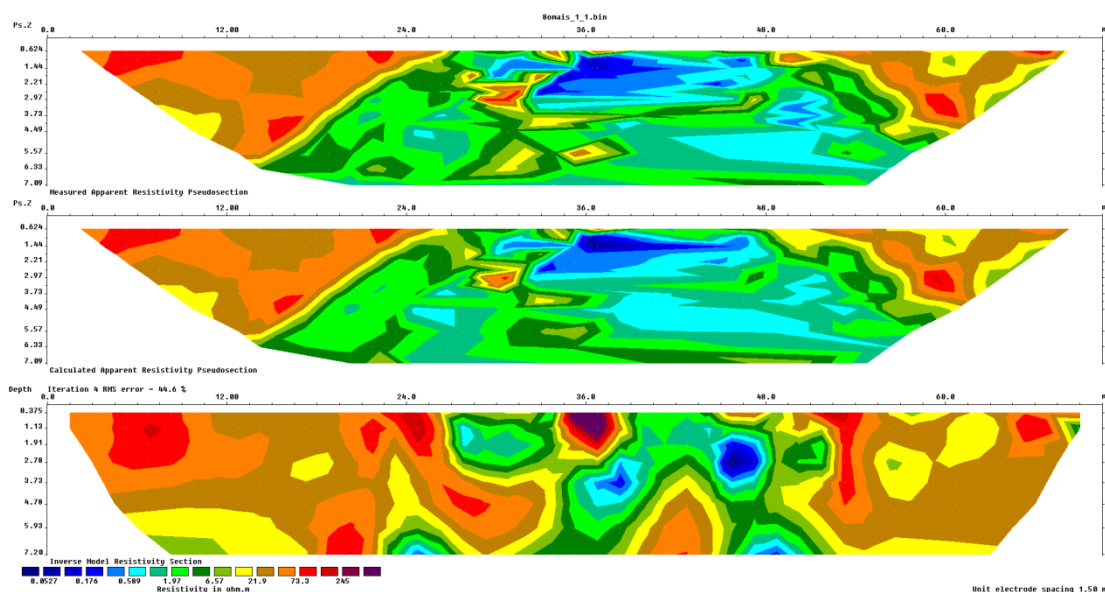 8omais_1_1.bin
Ps.Z 0.0 12.00 24.0 36.0 48.0 60.0 m
0.624
1.44
2.21
2.97
3.73
4.49
5.57
6.33
7.09
Measured Apparent Resistivity Pseudosection
Ps.Z 0.0 12.00 24.0 36.0 48.0 60.0 m
0.624
1.44
2.21
2.97
3.73
4.49
5.57
6.33
7.09
Calculated Apparent Resistivity Pseudosection
Depth Iteration 4 RMS error = 44.6 %
0.0 12.00 24.0 36.0 48.0 60.0 m
0.375
1.13
1.91
2.78
3.73
4.78
5.93
7.20
Inverse Model Resistivity Section
0.0527 0.176 0.589 1.97 6.57 21.9 73.3 245
Resistivity in ohm.m
Unit electrode spacing 1.50 m